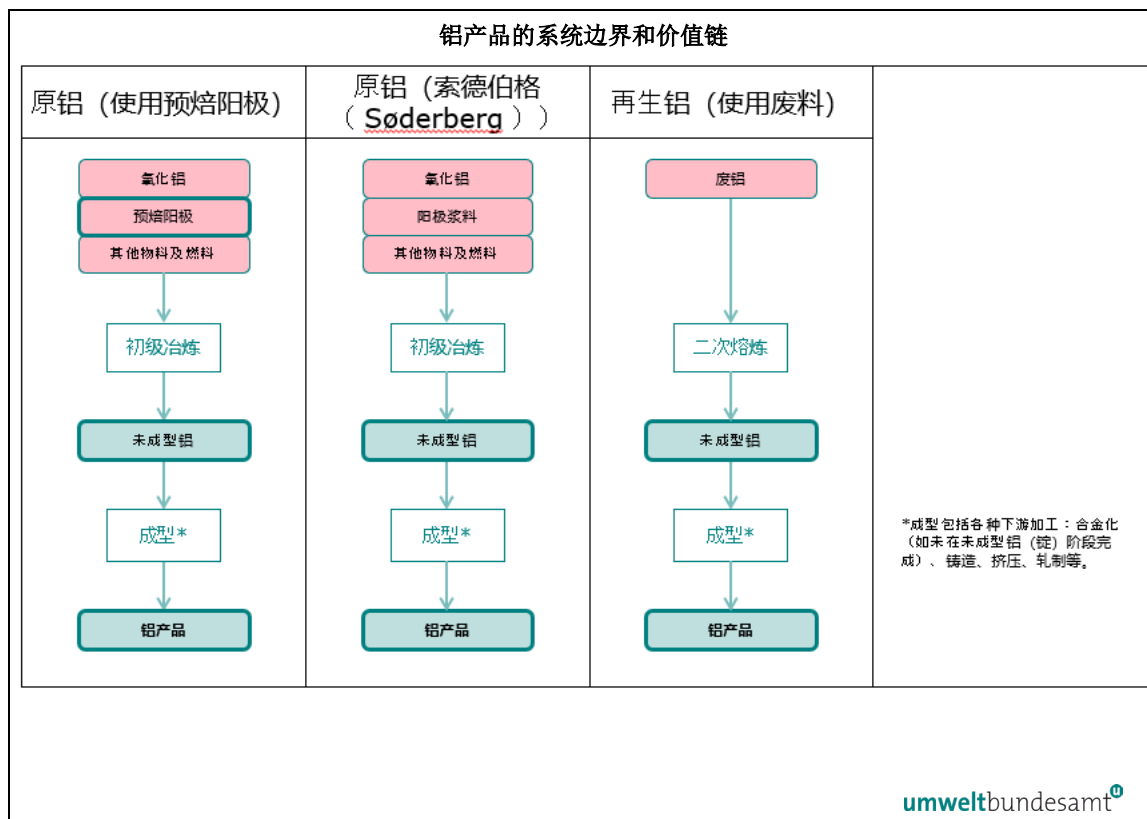 铝产品的系统边界和价值链
原铝（使用预焙阳极）
原铝（索德伯格
（Søderberg））
再生铝（使用废料）
氧化铝
预焙阳极
其他物料及燃料
初级冶炼
未成型铝
成型*
铝产品
氧化铝
阳极浆料
其他物料及燃料
初级冶炼
未成型铝
成型*
铝产品
废铝
二次熔炼
未成型铝
成型*
铝产品
*成型包括各种下游加工：合金化
（如未在未成型铝（锭）阶段完
成）、铸造、挤压、轧制等。
umweltbundesamt